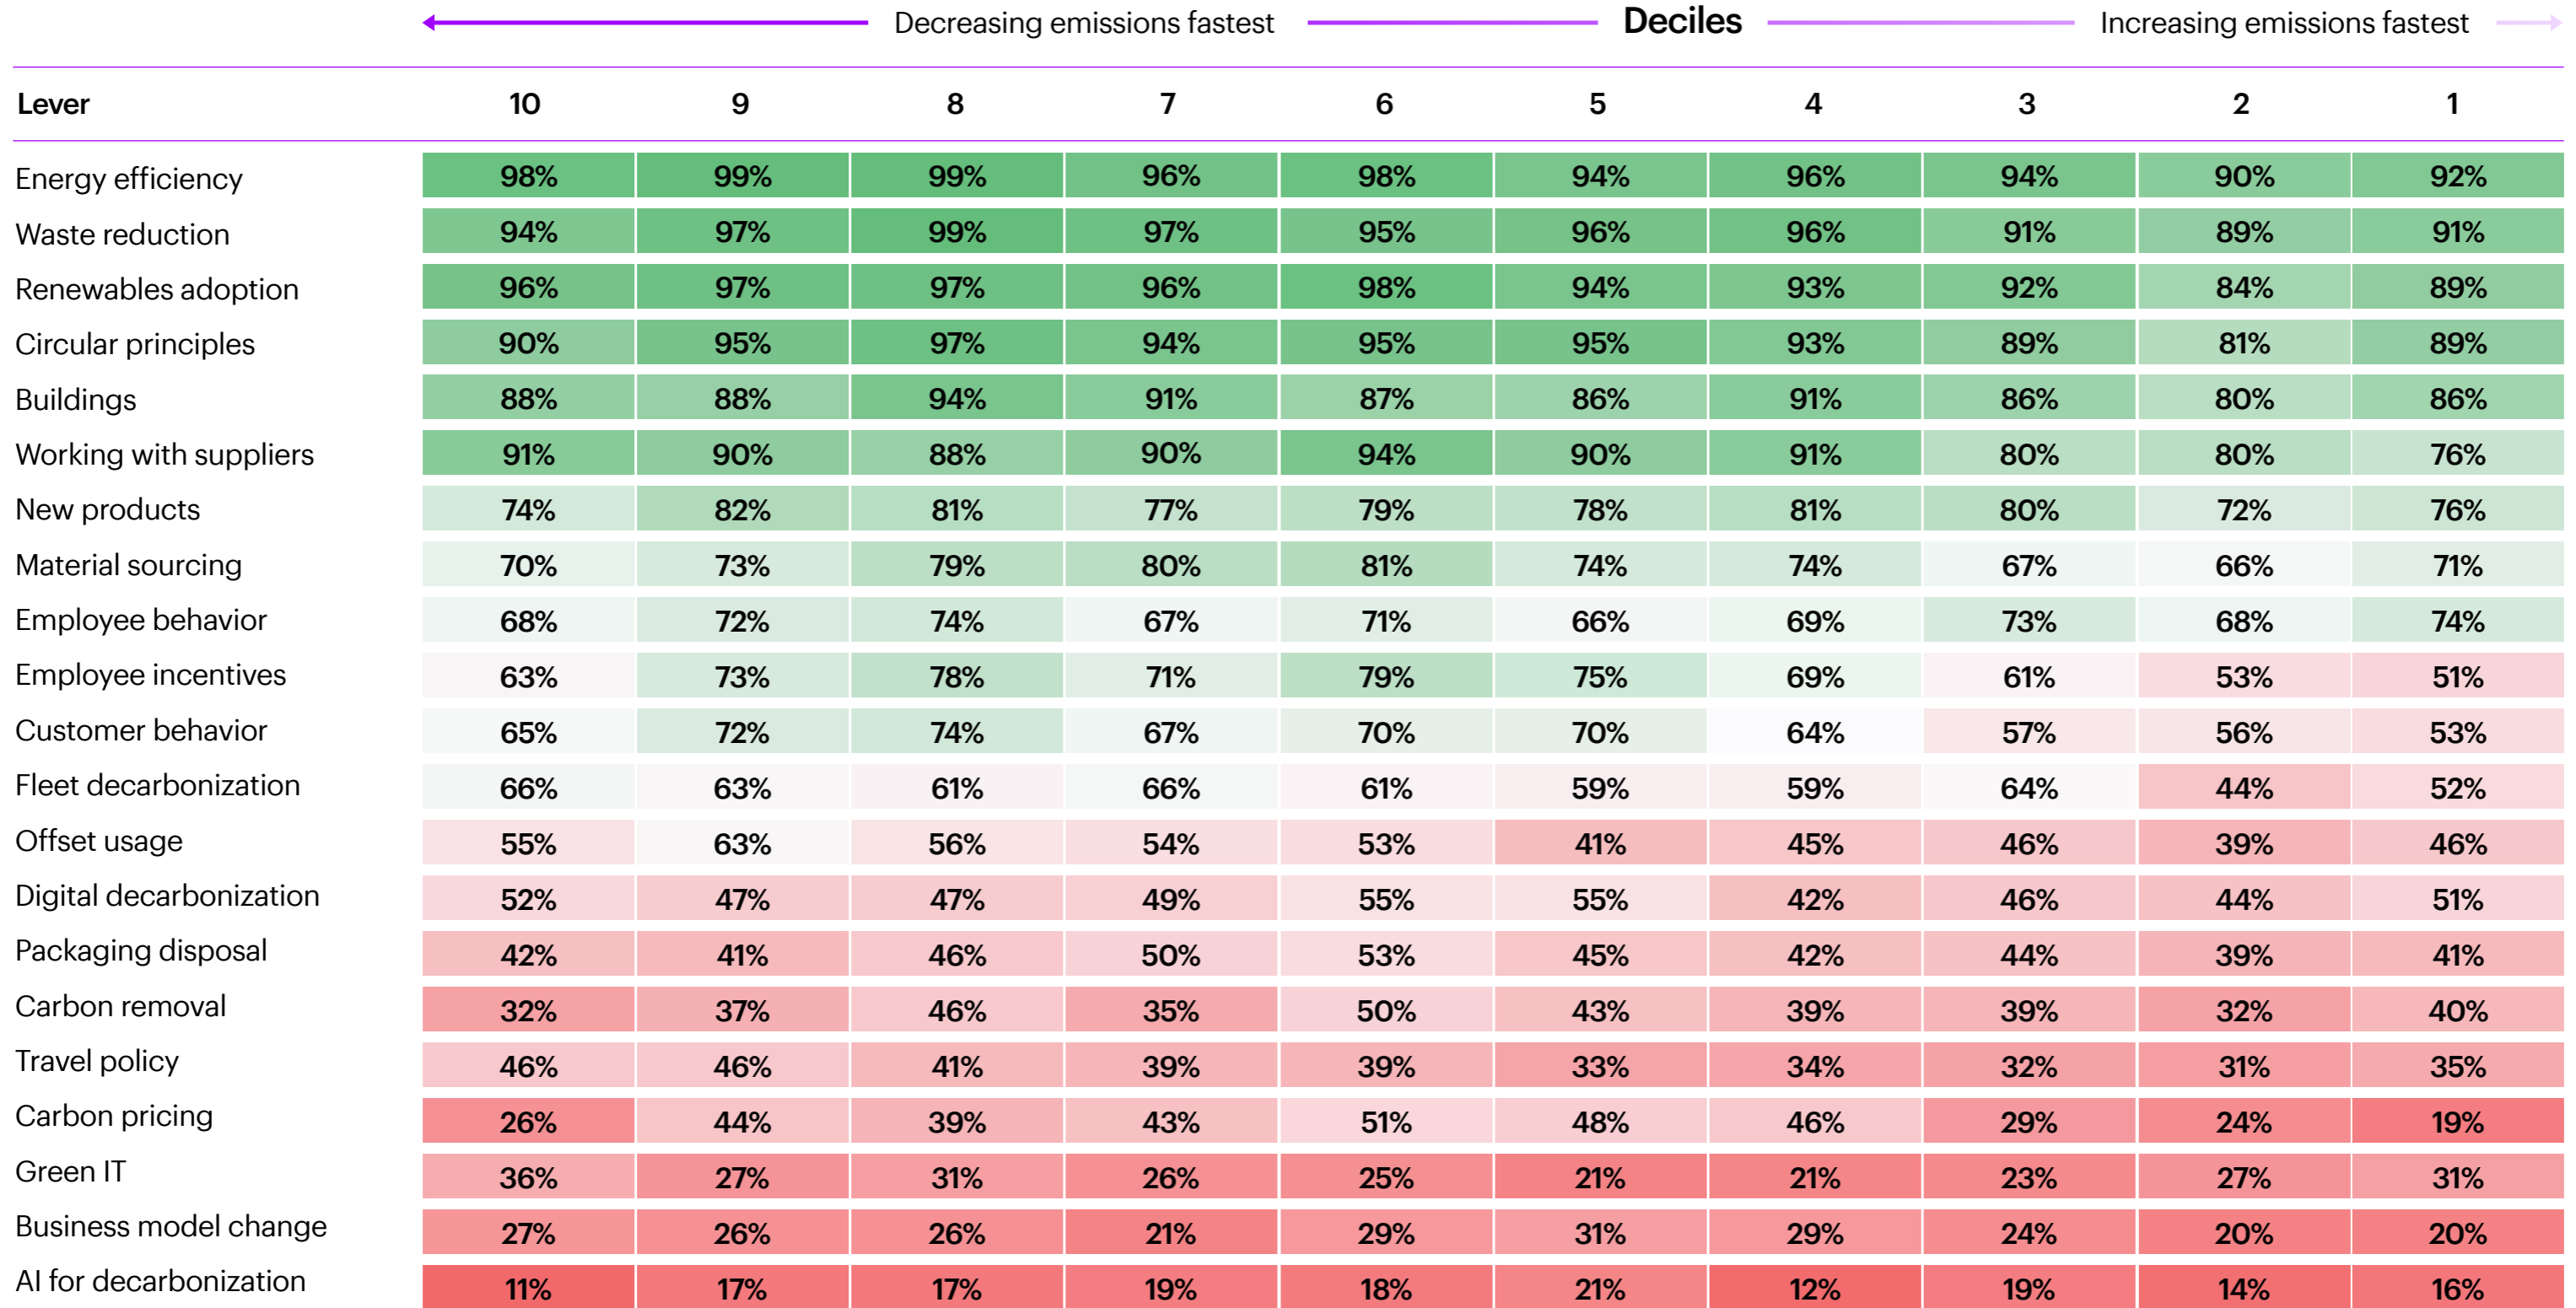 Decreasing emissions fastest Deciles Increasing emissions fastest
Lever 10 9 8 7 6 5 4 3 2 1
Energy efficiency 98% 99% 99% 96% 98% 94% 96% 94% 90% 92%
Waste reduction 94% 97% 99% 97% 95% 96% 96% 91% 89% 91%
Renewables adoption 96% 97% 97% 96% 98% 94% 93% 92% 84% 89%
Circular principles 90% 95% 97% 94% 95% 95% 93% 89% 81% 89%
Buildings 88% 88% 94% 91% 87% 86% 91% 86% 80% 86%
Working with suppliers 91% 90% 88% 90% 94% 90% 91% 80% 80% 76%
New products 74% 82% 81% 77% 79% 78% 81% 80% 72% 76%
Material sourcing 70% 73% 79% 80% 81% 74% 74% 67% 66% 71%
Employee behavior 68% 72% 74% 67% 71% 66% 69% 73% 68% 74%
Employee incentives 63% 73% 78% 71% 79% 75% 69% 61% 53% 51%
Customer behavior 65% 72% 74% 67% 70% 70% 64% 57% 56% 53%
Fleet decarbonization 66% 63% 61% 66% 61% 59% 59% 64% 44% 52%
Offset usage 55% 63% 56% 54% 53% 41% 45% 46% 39% 46%
Digital decarbonization 52% 47% 47% 49% 55% 55% 42% 46% 44% 51%
Packaging disposal 42% 41% 46% 50% 53% 45% 42% 44% 39% 41%
Carbon removal 32% 37% 46% 35% 50% 43% 39% 39% 32% 40%
Travel policy 46% 46% 41% 39% 39% 33% 34% 32% 31% 35%
Carbon pricing 26% 44% 39% 43% 51% 48% 46% 29% 24% 19%
Green IT 36% 27% 31% 26% 25% 21% 21% 23% 27% 31%
Business model change 27% 26% 26% 21% 29% 31% 29% 24% 20% 20%
AI for decarbonization 11% 17% 17% 19% 18% 21% 12% 19% 14% 16%